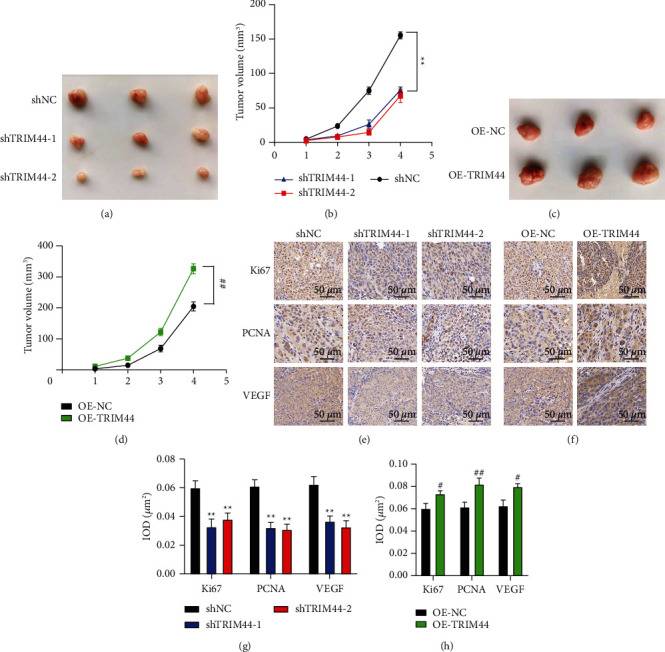 shNC
shTRIM44-1
shTRIM44-2
(a)
Tumor volume (mm³)
200
150
100
50
0
0 1 2 3 4 5
**
shTRIM44-1 shNC
shTRIM44-2
(b)
OE-NC
OE-TRIM44
(c)
Tumor volume (mm³)
400
300
200
100
0 1 2 3 4 5
##
OE-NC
OE-TRIM44
(d)
shNC shTRIM44-1 shTRIM44-2
Ki67
50 µm 50 µm 50 µm
PCNA
50 µm 50 µm 50 µm
VEGF
50 µm 50 µm 50 µm
(e)
OE-NC OE-TRIM44
50 µm 50 µm
50 µm 50 µm
50 µm 50 µm
(f)
IOD (µm²)
0.08
0.06
0.04
0.02
0.00
** ** ** ** ** **
Ki67 PCNA VEGF
shNC shTRIM44-2
shTRIM44-1
(g)
IOD (µm²)
0.10
0.08
0.06
0.04
0.02
0.00
# ## #
Ki67 PCNA VEGF
OE-NC
OE-TRIM44
(h)